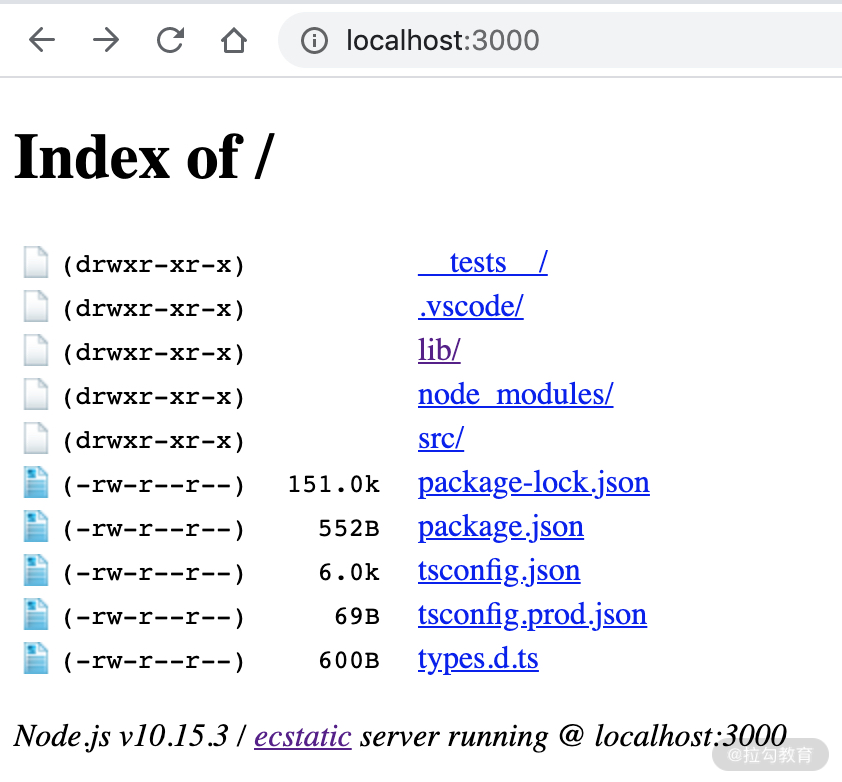 localhost:3000
Index of /
(drwxr-xr-x) __tests__/
(drwxr-xr-x) .vscode/
(drwxr-xr-x) lib/
(drwxr-xr-x) node_modules/
(drwxr-xr-x) src/
(-rw-r--r--) 151.0k package-lock.json
(-rw-r--r--) 552B package.json
(-rw-r--r--) 6.0k tsconfig.json
(-rw-r--r--) 69B tsconfig.prod.json
(-rw-r--r--) 600B types.d.ts
Node.js v10.15.3 / ecstatic server running @ localhost:3000
@拉勾教育